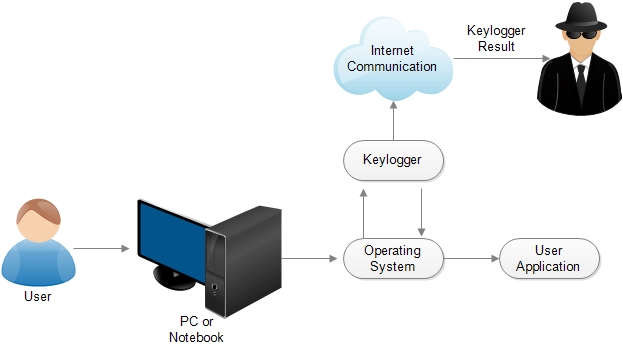 Keylogger
Result
Internet
Communication
Keylogger
Operating
System
User
Application
User
PC or
Notebook